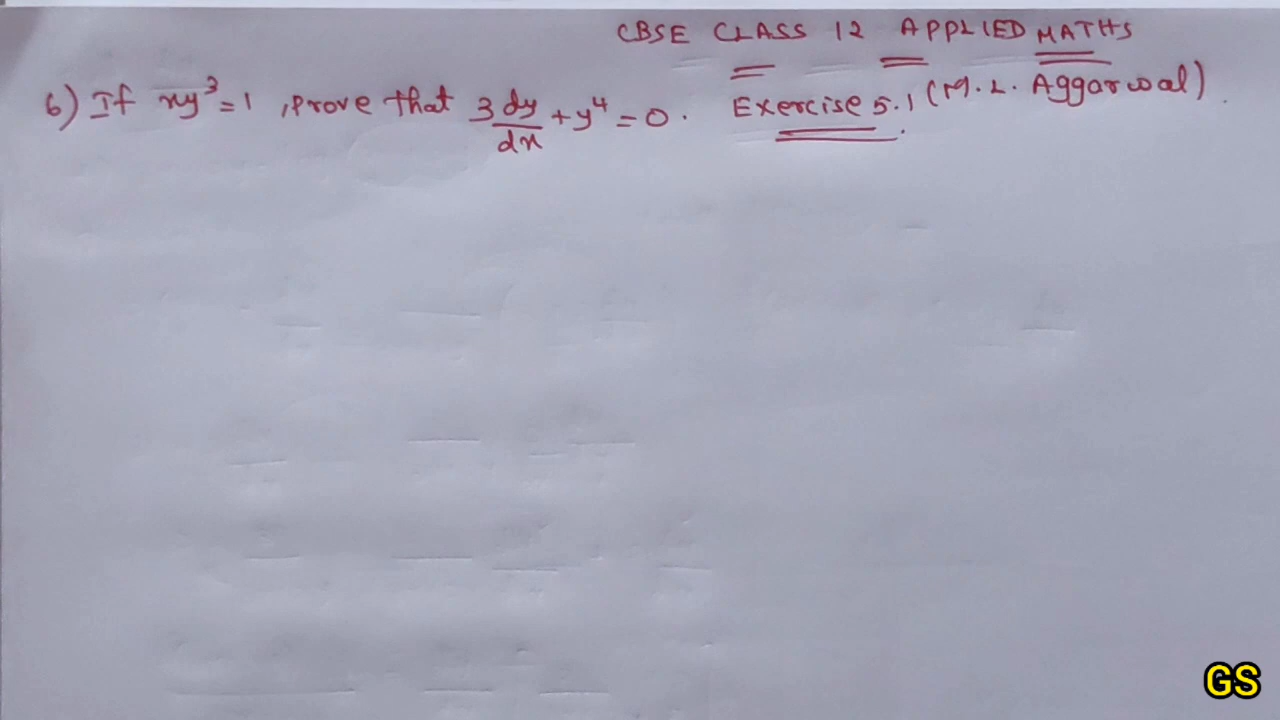 CBSE CLASS 12 APPLIED MATHS
6) If xy³=1 , Prove that 3 dy/dx + y⁴ = 0. Exercise 5.1 (M.L. Aggarwal).
GS